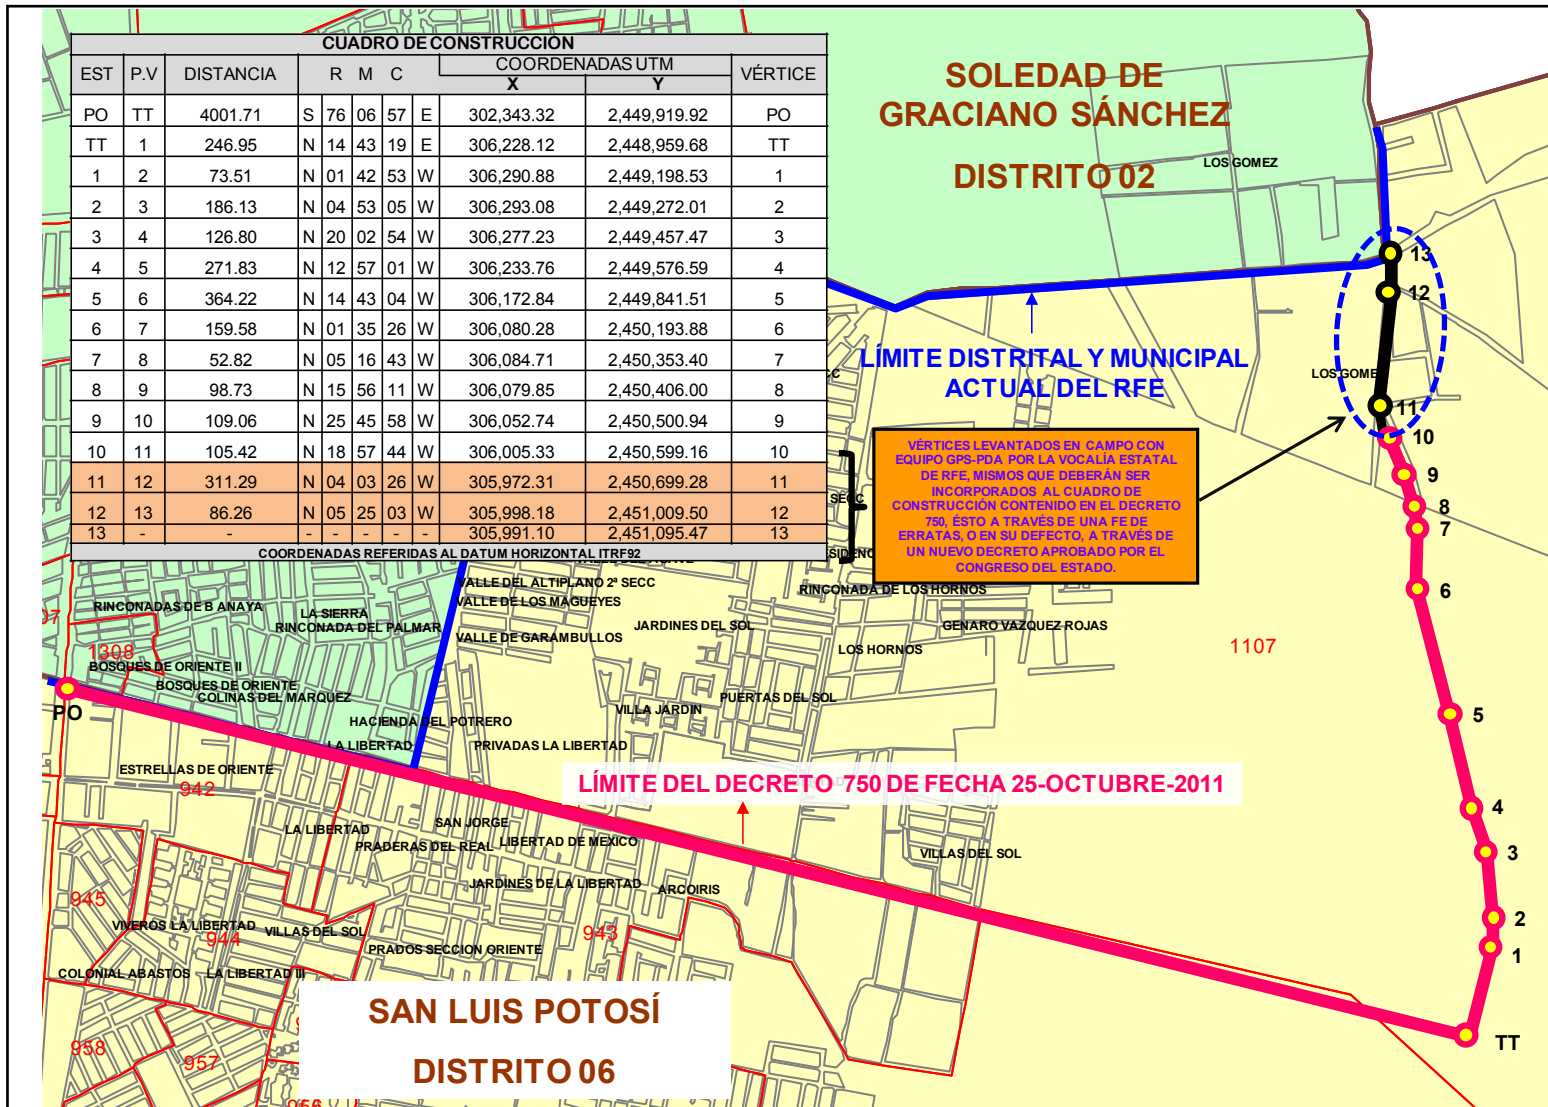 CUADRO DE CONSTRUCCIÓN
EST P.V DISTANCIA R M C COORDENADAS UTM VÉRTICE
X Y
PO TT 4001.71 S 76 06 57 E 302,343.32 2,449,919.92 PO
TT 1 246.95 N 14 43 19 E 306,228.12 2,448,959.68 TT
1 2 73.51 N 01 42 53 W 306,290.88 2,449,198.53 1
2 3 186.13 N 04 53 05 W 306,293.08 2,449,272.01 2
3 4 126.80 N 20 02 54 W 306,277.23 2,449,457.47 3
4 5 271.83 N 12 57 01 W 306,233.76 2,449,576.59 4
5 6 364.22 N 14 43 04 W 306,172.84 2,449,841.51 5
6 7 159.58 N 01 35 26 W 306,080.28 2,450,193.88 6
7 8 52.82 N 05 16 43 W 306,084.71 2,450,353.40 7
8 9 98.73 N 15 56 11 W 306,079.85 2,450,406.00 8
9 10 109.06 N 25 45 58 W 306,052.74 2,450,500.94 9
10 11 105.42 N 18 57 44 W 306,005.33 2,450,599.16 10
11 12 311.29 N 04 03 26 W 305,972.31 2,450,699.28 11
12 13 86.26 N 05 25 03 W 305,998.18 2,451,009.50 12
13 - - - - - - - 305,991.10 2,451,095.47 13
COORDENADAS REFERIDAS AL DATUM HORIZONTAL ITRF92
SOLEDAD DE
GRACIANO SÁNCHEZ
DISTRITO 02
LOS GOMEZ
13
12
LÍMITE DISTRITAL Y MUNICIPAL
ACTUAL DEL RFE
LOS GOMEZ
11
10
VÉRTICES LEVANTADOS EN CAMPO CON
EQUIPO GPS-PDA POR LA VOCALÍA ESTATAL
DE RFE, MISMOS QUE DEBERÁN SER
INCORPORADOS AL CUADRO DE
CONSTRUCCIÓN CONTENIDO EN EL DECRETO
750, ÉSTO A TRAVÉS DE UNA FE DE
ERRATAS, O EN SU DEFECTO, A TRAVÉS DE
UN NUEVO DECRETO APROBADO POR EL
CONGRESO DEL ESTADO.
9
8
7
6
SECC
VALLE DEL ALTIPLANO 2ª SECC
VALLE DE LOS MAGUEYES
RINCONADA DE LOS HORNOS
RINCONADAS DE B ANAYA
LA SIERRA
RINCONADA DEL PALMAR
VALLE DE GARAMBULLOS
JARDINES DEL SOL
GENARO VAZQUEZ ROJAS
LOS HORNOS
1107
1308
BOSQUES DE ORIENTE II
BOSQUES DE ORIENTE
COLINAS DEL MARQUEZ
PUERTAS DEL SOL
VILLA JARDIN
PO
HACIENDA DEL POTRERO
LA LIBERTAD
PRIVADAS LA LIBERTAD
5
ESTRELLAS DE ORIENTE
942
LÍMITE DEL DECRETO 750 DE FECHA 25-OCTUBRE-2011
4
LA LIBERTAD
SAN JORGE
PRADERAS DEL REAL
LIBERTAD DE MEXICO
VILLAS DEL SOL
3
JARDINES DE LA LIBERTAD
ARCOIRIS
945
2
VIVEROS LA LIBERTAD
944
VILLAS DEL SOL
943
PRADOS SECCION ORIENTE
1
COLONIAL ABASTOS
LA LIBERTAD III
SAN LUIS POTOSÍ
DISTRITO 06
TT
958
957
956